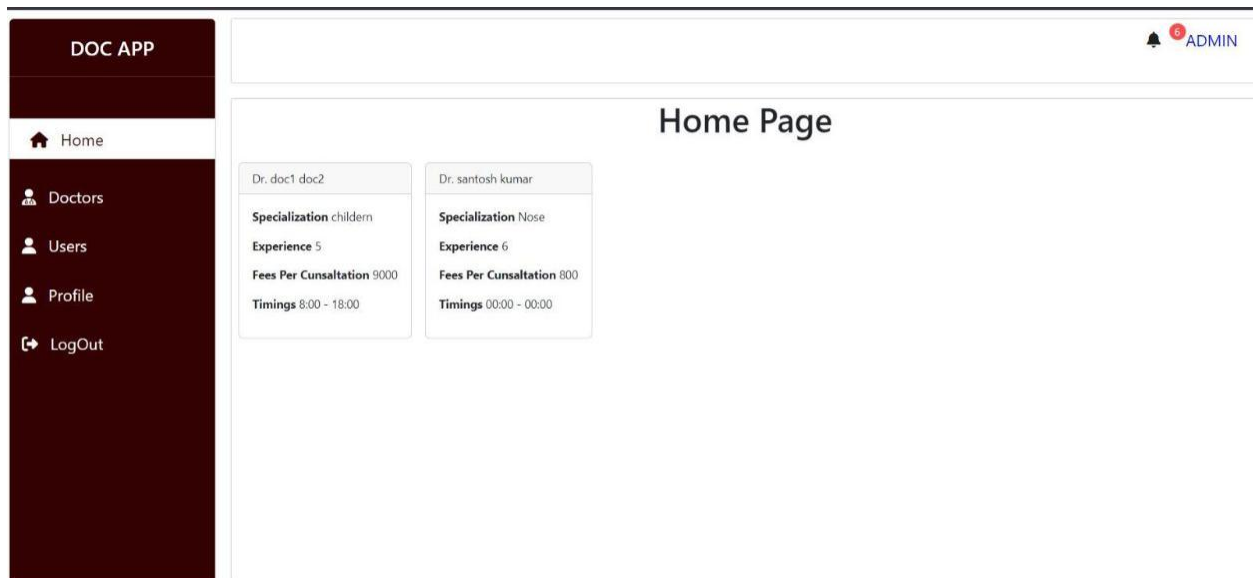 DOC APP
6
ADMIN
Home
Doctors
Users
Profile
LogOut
Home Page
Dr. doc1 doc2
Specialization childern
Experience 5
Fees Per Cunsaltation 9000
Timings 8:00 - 18:00
Dr. santosh kumar
Specialization Nose
Experience 6
Fees Per Cunsaltation 800
Timings 00:00 - 00:00